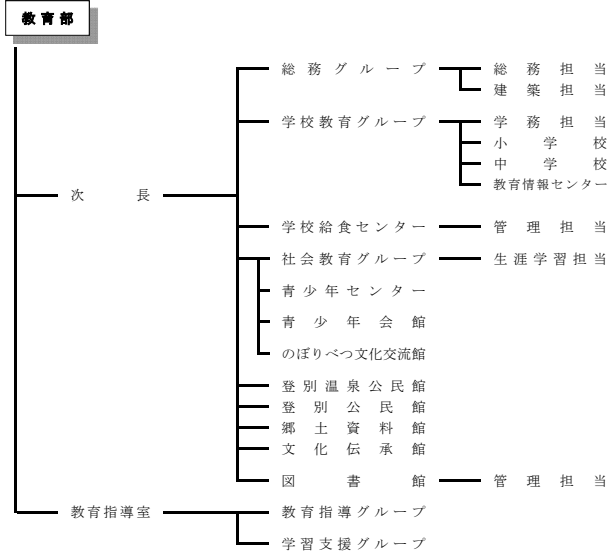 教育部
総務グループ 総務担当
建築担当
学校教育グループ 学務担当
小学校
中学校
次長 教育情報センター
学校給食センター 管理担当
社会教育グループ 生涯学習担当
青少年センター
青少年会館
のぼりべつ文化交流館
登別温泉公民館
登別公民館
郷土資料館
文化伝承館
図書館 管理担当
教育指導室 教育指導グループ
学習支援グループ